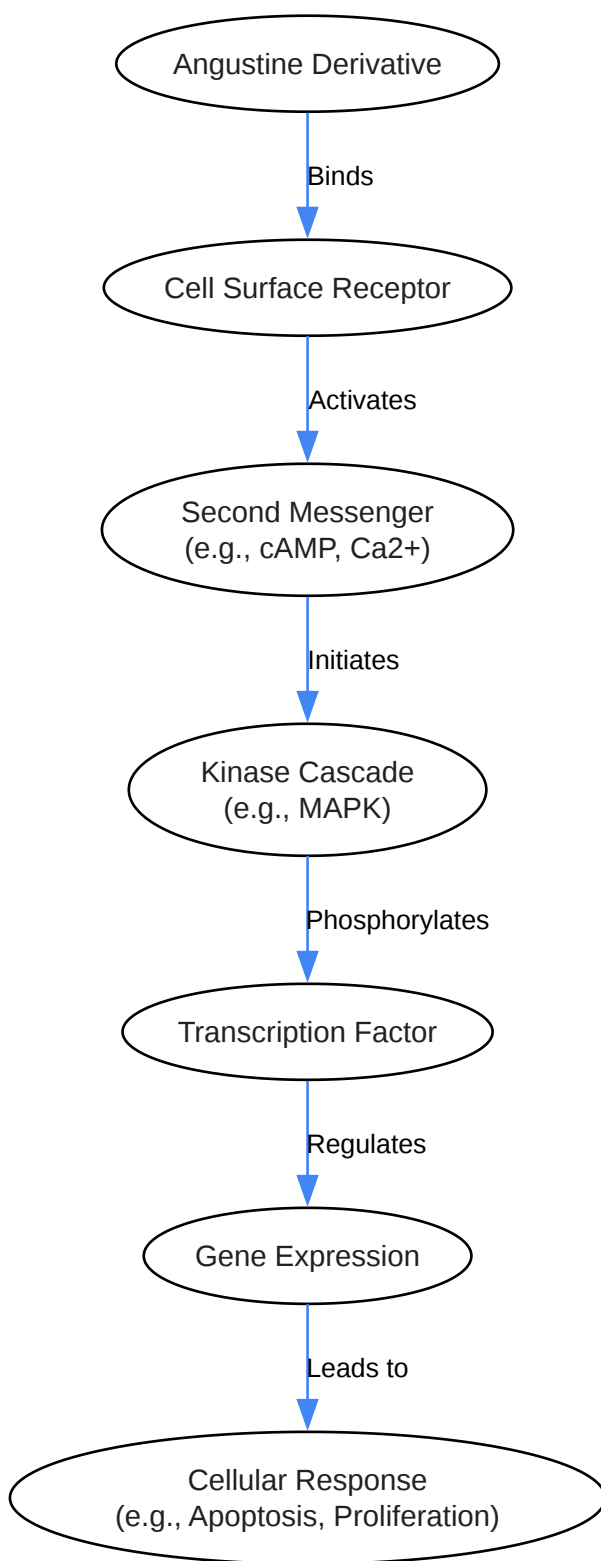 Angustine Derivative
Binds
Cell Surface Receptor
Activates
Second Messenger
(e.g., cAMP, Ca2+)
Initiates
Kinase Cascade
(e.g., MAPK)
Phosphorylates
Transcription Factor
Regulates
Gene Expression
Leads to
Cellular Response
(e.g., Apoptosis, Proliferation)